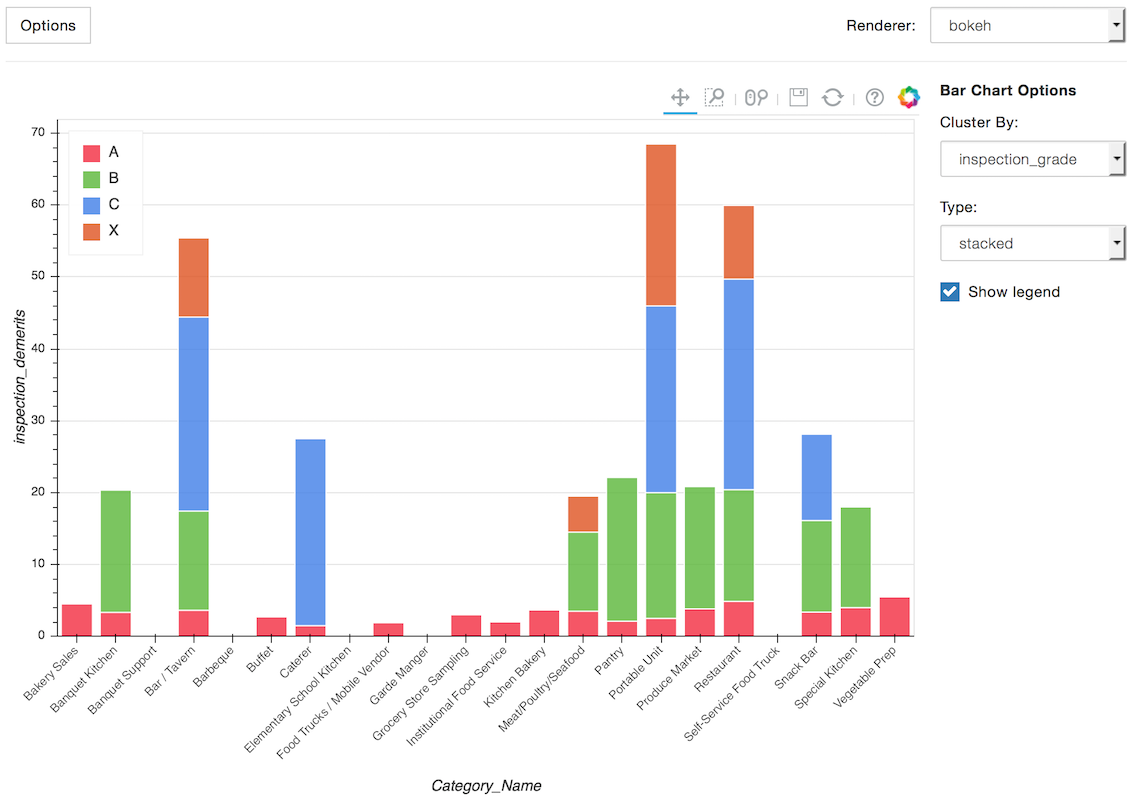 Options
Renderer:
bokeh
Bar Chart Options
Cluster By:
inspection_grade
Type:
stacked
Show legend
A
B
C
X
70
60
50
40
30
20
10
0
inspection_demerits
Bakery Sales
Banquet Kitchen
Banquet Support
Bar / Tavern
Barbeque
Buffet
Caterer
Elementary School Kitchen
Food Trucks / Mobile Vendor
Garde Manger
Grocery Store Sampling
Institutional Food Service
Kitchen Bakery
Meat/Poultry/Seafood
Pantry
Portable Unit
Produce Market
Restaurant
Self-Service Food Truck
Snack Bar
Special Kitchen
Vegetable Prep
Category_Name